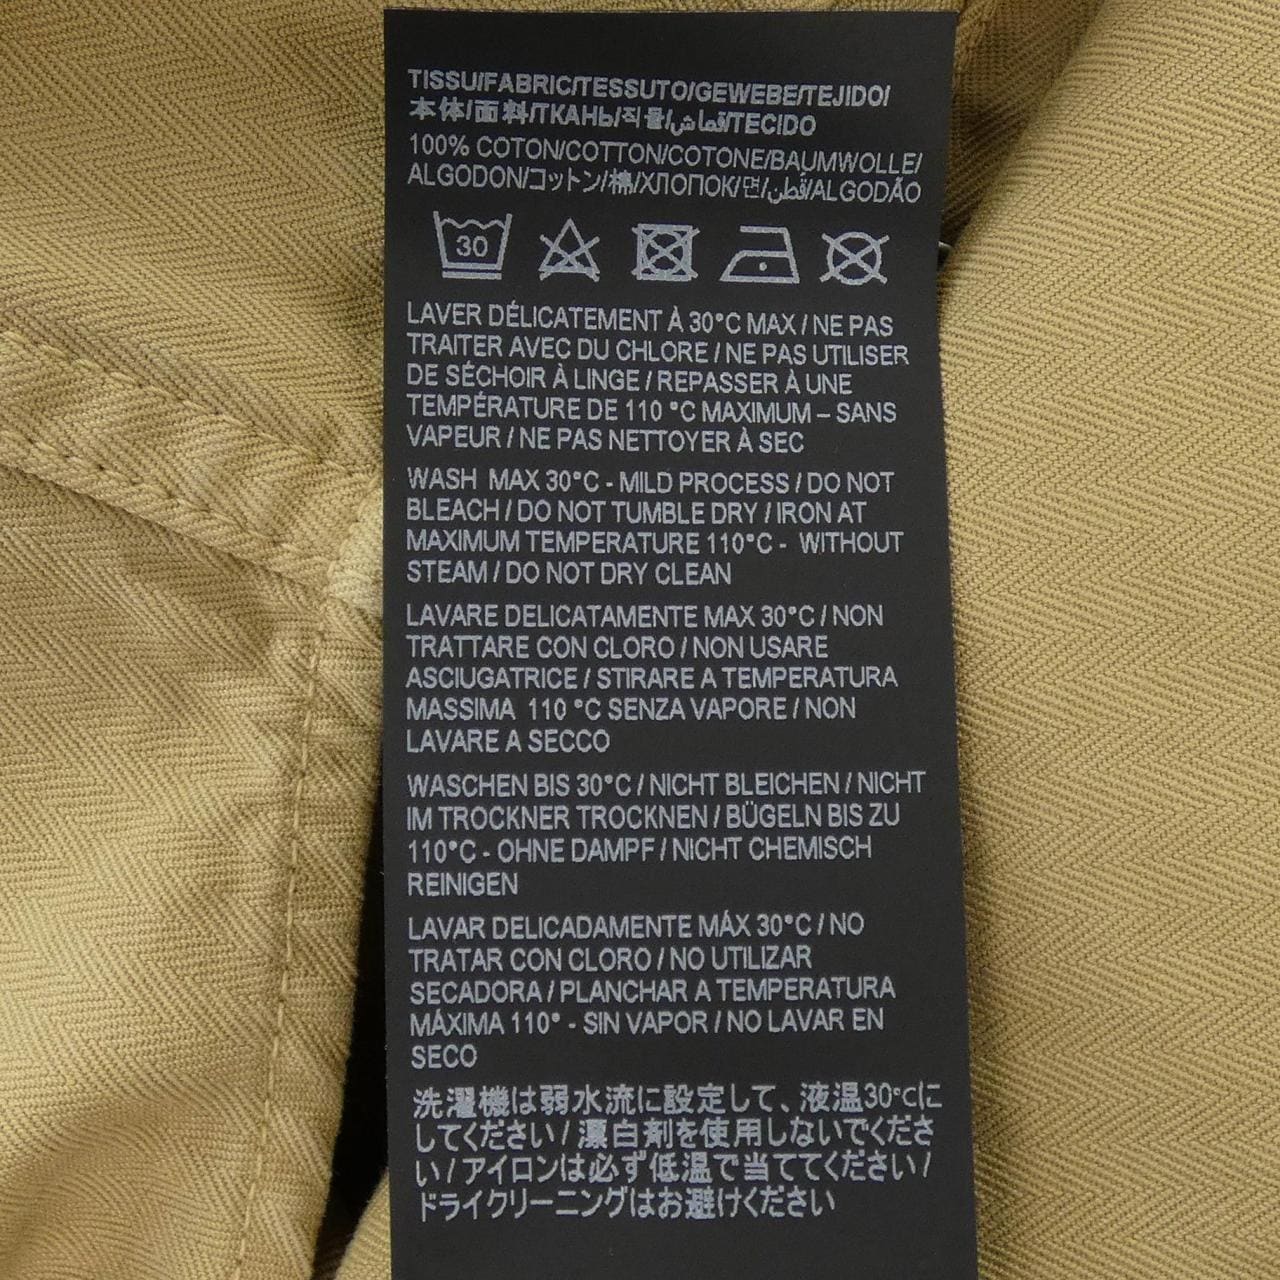 TISSU/FABRIC/TESSUTO/GEWEBE/TEJIDO/
本体/面料/ТКАНЬ/직물/قماش/TECIDO
100% COTON/COTTON/COTONE/BAUMWOLLE/
ALGODON/コットン/棉/ХЛОПОК/면/قطن/ALGODÃO
30
LAVER DÉLICATEMENT À 30°C MAX / NE PAS
TRAITER AVEC DU CHLORE / NE PAS UTILISER
DE SÉCHOIR À LINGE / REPASSER À UNE
TEMPÉRATURE DE 110 °C MAXIMUM – SANS
VAPEUR / NE PAS NETTOYER À SEC
WASH MAX 30°C - MILD PROCESS / DO NOT
BLEACH / DO NOT TUMBLE DRY / IRON AT
MAXIMUM TEMPERATURE 110°C - WITHOUT
STEAM / DO NOT DRY CLEAN
LAVARE DELICATAMENTE MAX 30°C / NON
TRATTARE CON CLORO / NON USARE
ASCIUGATRICE / STIRARE A TEMPERATURA
MASSIMA 110 °C SENZA VAPORE / NON
LAVARE A SECCO
WASCHEN BIS 30°C / NICHT BLEICHEN / NICHT
IM TROCKNER TROCKNEN / BÜGELN BIS ZU
110°C - OHNE DAMPF / NICHT CHEMISCH
REINIGEN
LAVAR DELICADAMENTE MÁX 30°C / NO
TRATAR CON CLORO / NO UTILIZAR
SECADORA / PLANCHAR A TEMPERATURA
MÁXIMA 110° - SIN VAPOR / NO LAVAR EN
SECO
洗濯機は弱水流に設定して、液温30℃に
してください / 漂白剤を使用しないでくださ
い / アイロンは必ず低温で当ててください /
ドライクリーニングはお避けください